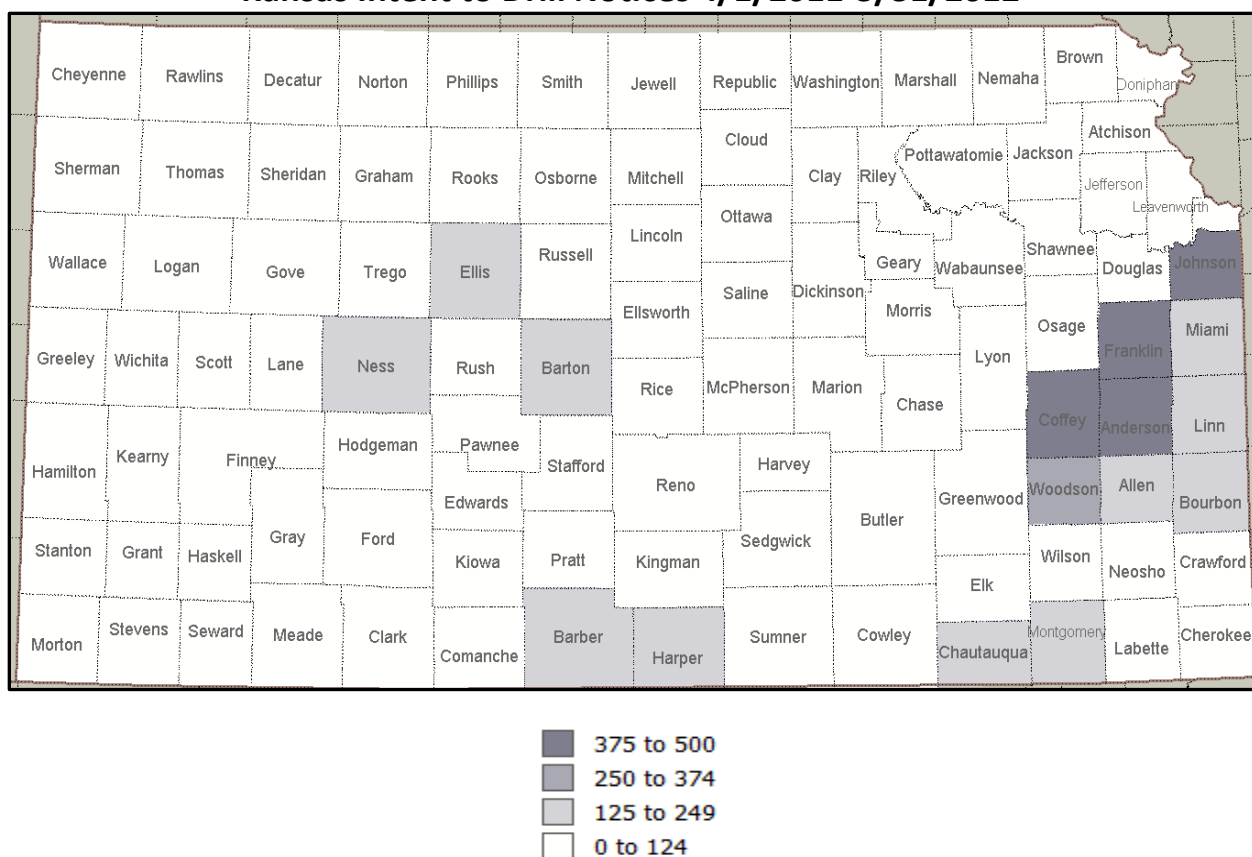 Kansas Intent to Drill Notices
Cheyenne Rawlins Decatur Norton Phillips Smith Jewell Republic Washington Marshall Nemaha Brown Doniphan
Cloud Atchison
Sherman Thomas Sheridan Graham Rooks Osborne Mitchell Clay Riley Pottawatomie Jackson Jefferson
Ottawa Leavenworth
Wallace Logan Gove Trego Ellis Russell Lincoln Geary Wabaunsee Shawnee Douglas Johnson
Ellsworth Saline Dickinson Morris Osage
Greeley Wichita Scott Lane Ness Rush Barton Rice McPherson Marion Chase Lyon Franklin Miami
Hamilton Kearny Finney Hodgeman Pawnee Stafford Reno Harvey Coffey Anderson Linn
Edwards Butler Greenwood Woodson Allen Bourbon
Stanton Grant Haskell Gray Ford Kiowa Pratt Kingman Sedgwick Elk Wilson Neosho Crawford
Morton Stevens Seward Meade Clark Comanche Barber Harper Sumner Cowley Chautauqua Montgomery Labette Cherokee
375 to 500
250 to 374
125 to 249
0 to 124